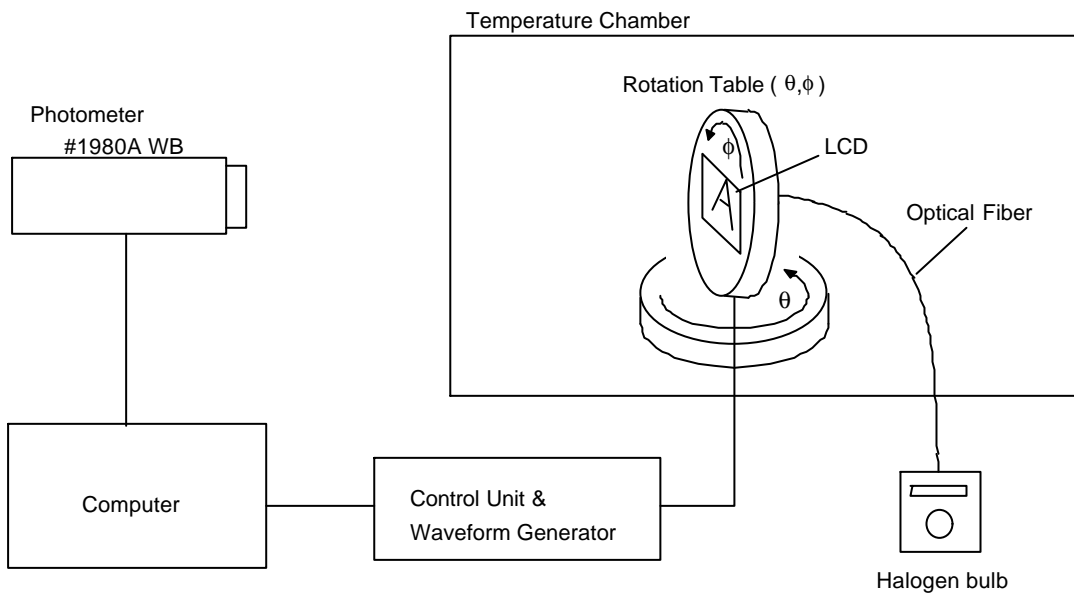 Temperature Chamber
Rotation Table ( θ,ϕ )
Photometer
#1980A WB
ϕ
LCD
A
Optical Fiber
θ
Computer
Control Unit &
Waveform Generator
Halogen bulb